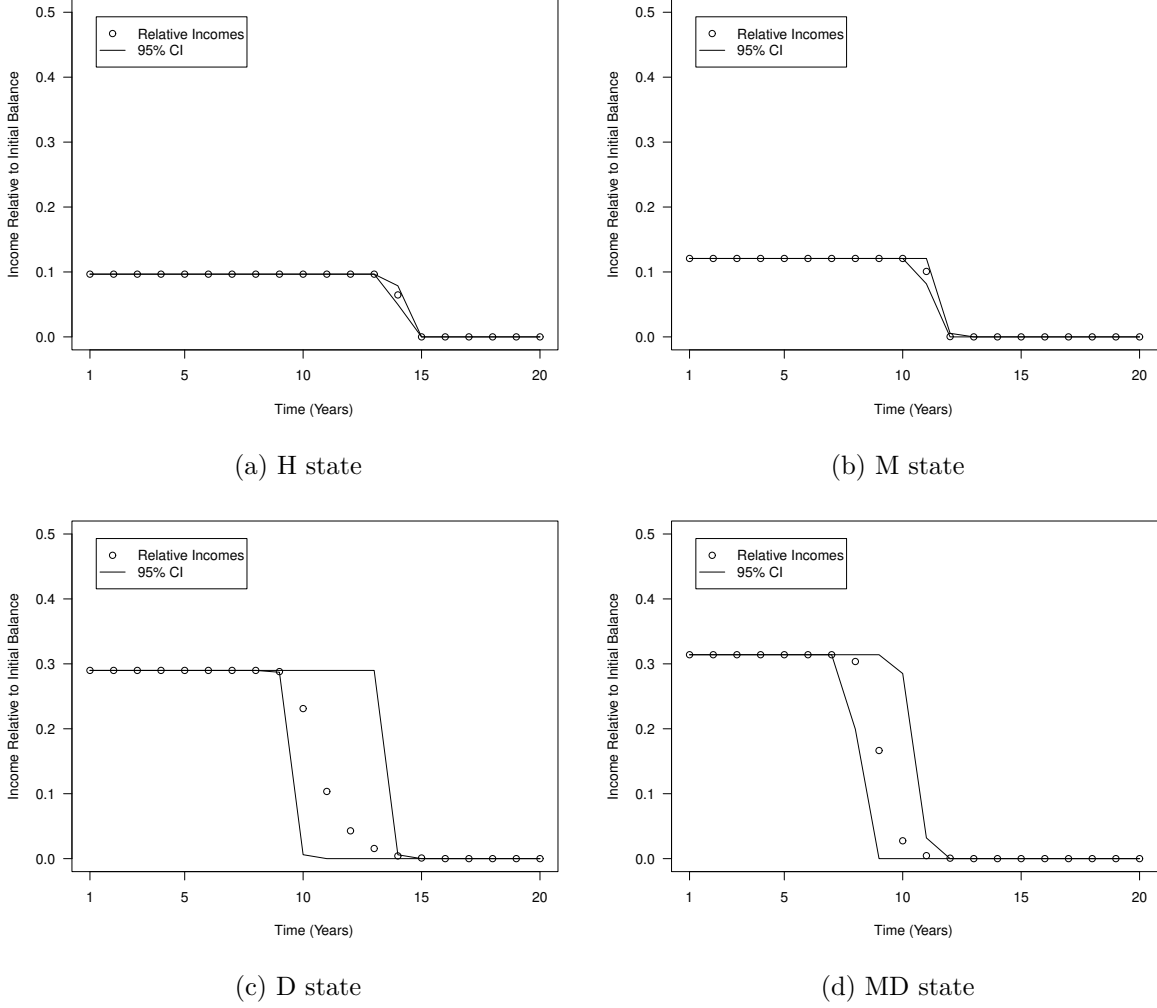 0.5
0.4
0.3
0.2
0.1
0.0
Income Relative to Initial Balance
Relative Incomes
95% CI
1 5 10 15 20
Time (Years)
(a) H state
0.5
0.4
0.3
0.2
0.1
0.0
Income Relative to Initial Balance
Relative Incomes
95% CI
1 5 10 15 20
Time (Years)
(b) M state
0.5
0.4
0.3
0.2
0.1
0.0
Income Relative to Initial Balance
Relative Incomes
95% CI
1 5 10 15 20
Time (Years)
(c) D state
0.5
0.4
0.3
0.2
0.1
0.0
Income Relative to Initial Balance
Relative Incomes
95% CI
1 5 10 15 20
Time (Years)
(d) MD state